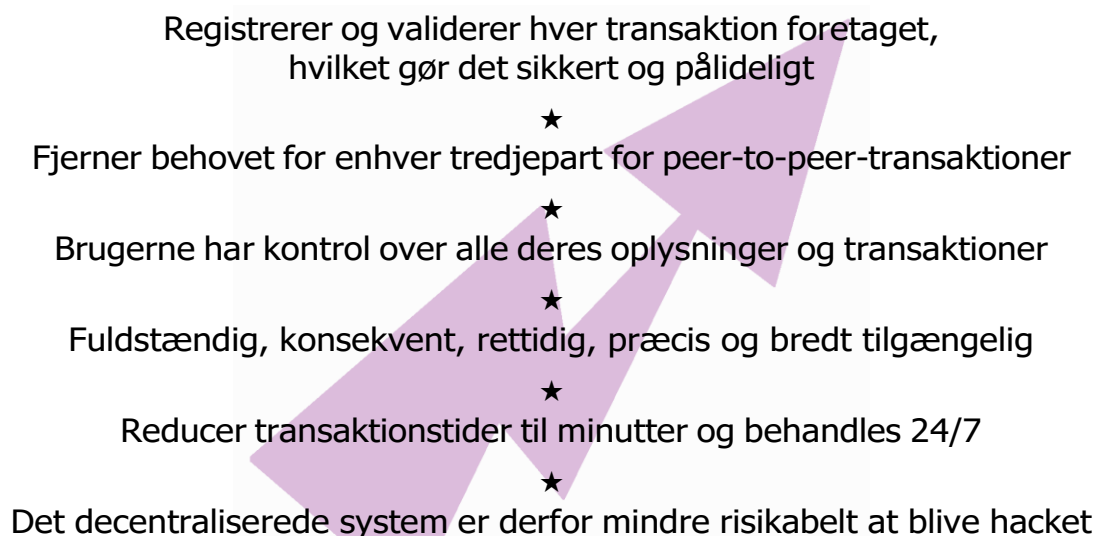 Registrerer og validerer hver transaktion foretaget,
hvilket gør det sikkert og pålideligt
★
Fjerner behovet for enhver tredjepart for peer-to-peer-transaktioner
★
Brugerne har kontrol over alle deres oplysninger og transaktioner
★
Fuldstændig, konsekvent, rettidig, præcis og bredt tilgængelig
★
Reducer transaktionstider til minutter og behandles 24/7
★
Det decentraliserede system er derfor mindre risikabelt at blive hacket